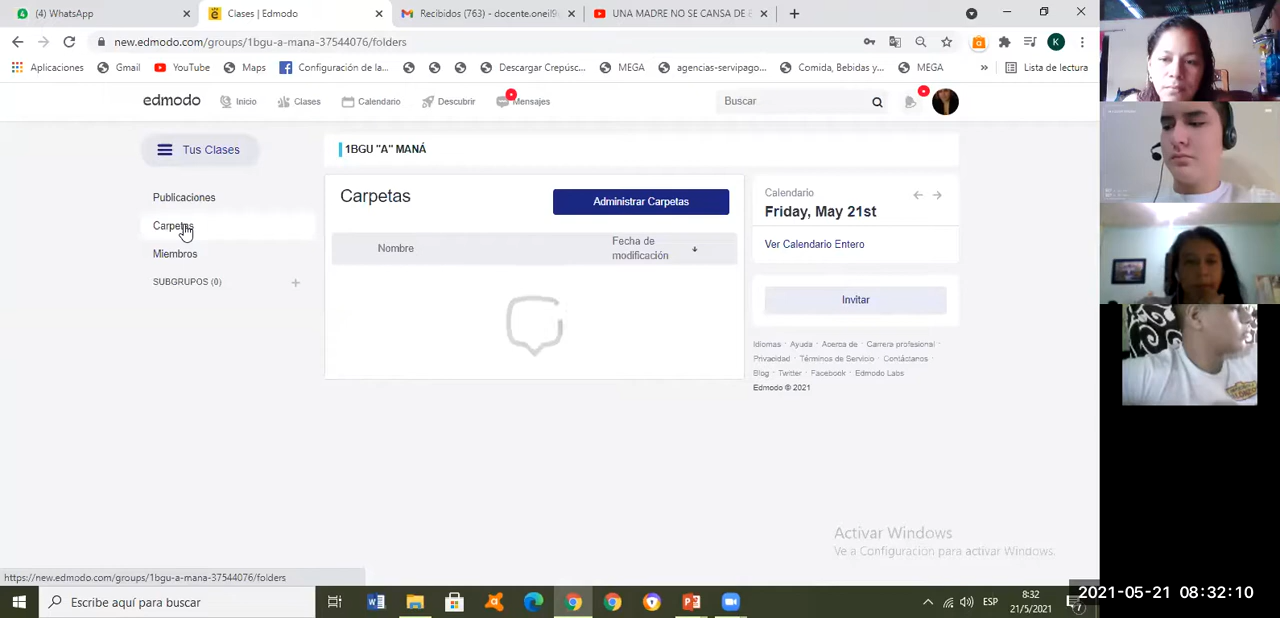 (4) WhatsApp
Clases | Edmodo
Recibidos (763) - docentesonei19
UNA MADRE NO SE CANSA DE
new.edmodo.com/groups/1bgu-a-mana-37544076/folders
K
Aplicaciones
Gmail
YouTube
Maps
Configuración de la...
Descargar Crepusc...
MEGA
agencias-servipago...
Comida, Bebidas y...
MEGA
»
Lista de lectura
edmodo
Inicio
Clases
Calendario
Descubrir
Mensajes
Buscar
Tus Clases
1BGU "A" MANÁ
Publicaciones
Carpetas
Miembros
SUBGRUPOS (0)
+
Carpetas
Administrar Carpetas
Nombre
Fecha de
modificación
Calendario
Friday, May 21st
Ver Calendario Entero
Invitar
Idiomas · Ayuda · Acerca de · Carrera profesional ·
Privacidad · Términos de Servicio · Contáctanos ·
Blog · Twitter · Facebook · Edmodo Labs
Edmodo © 2021
Activar Windows
Ve a Configuración para activar Windows.
https://new.edmodo.com/groups/1bgu-a-mana-37544076/folders
Escribe aquí para buscar
ESP
8:32
21/5/2021
7
2021-05-21 08:32:10